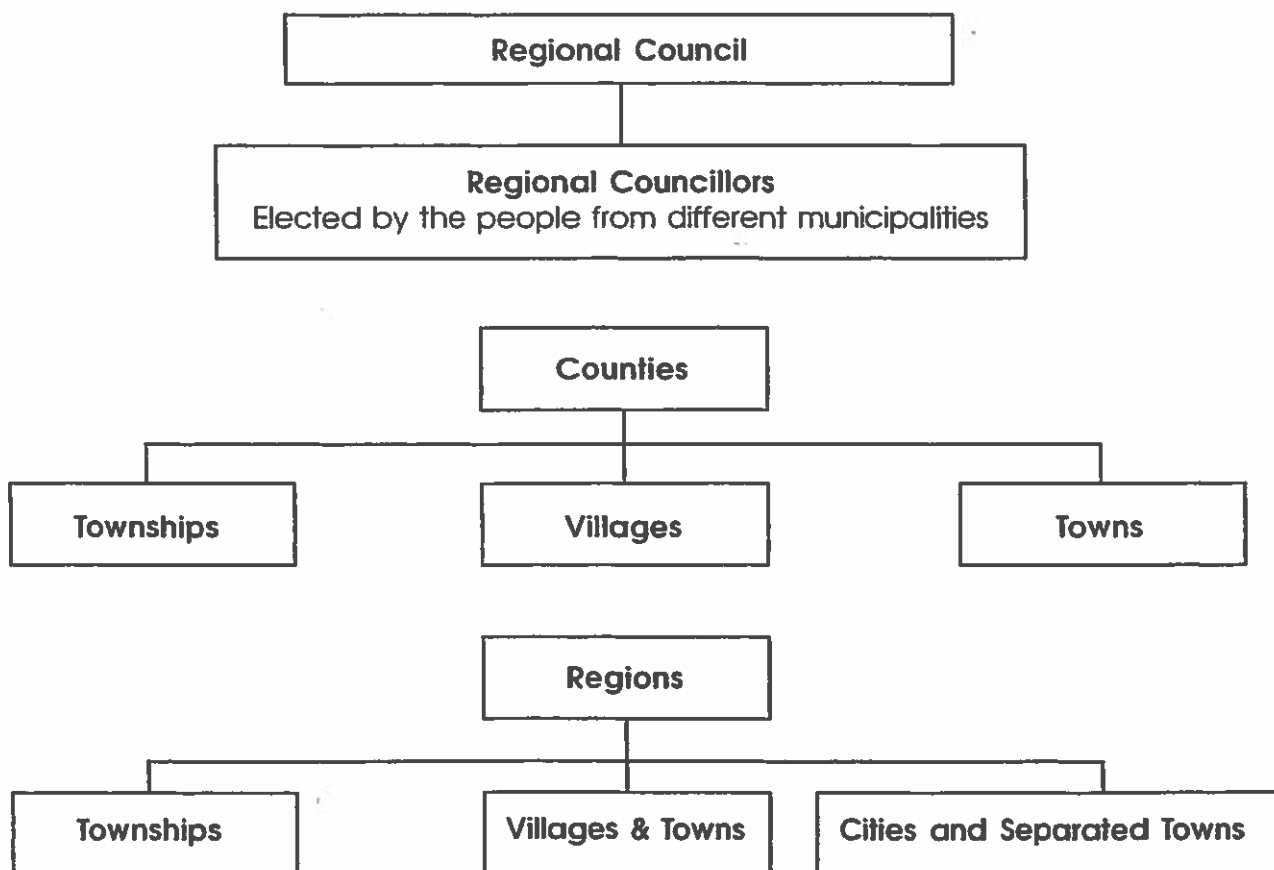 Regional Council
Regional Councillors
Elected by the people from different municipalities
Counties
Townships
Villages
Towns
Regions
Townships
Villages & Towns
Cities and Separated Towns